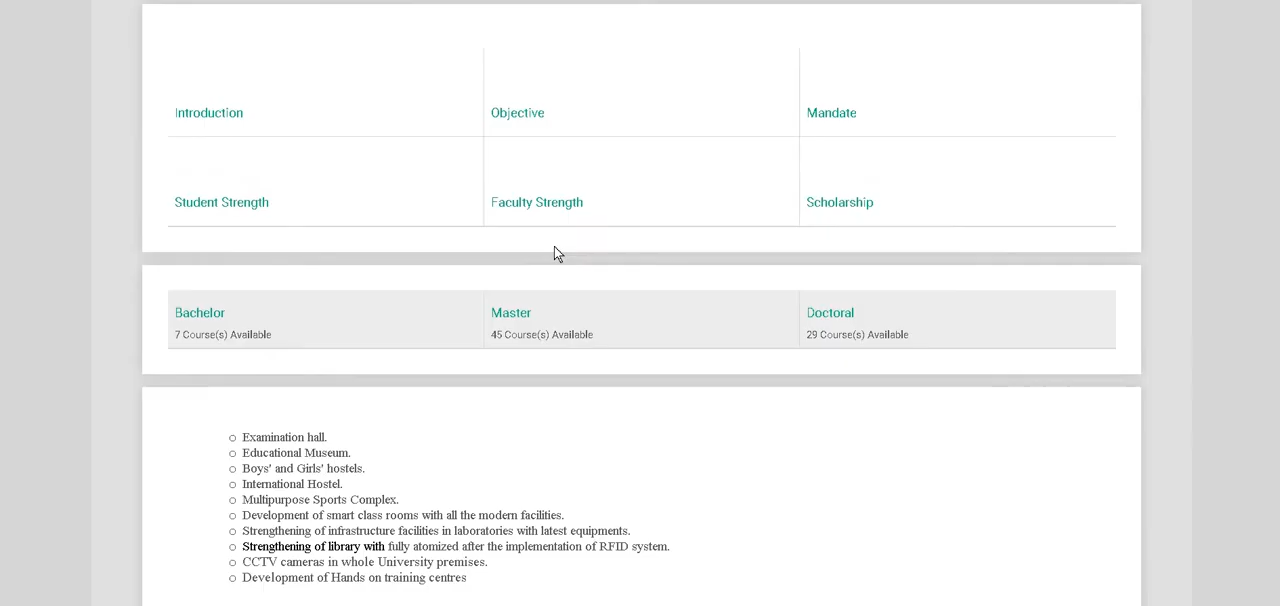 Introduction
Objective
Mandate
Student Strength
Faculty Strength
Scholarship
Bachelor
Master
Doctoral
7 Course(s) Available
45 Course(s) Available
29 Course(s) Available
Examination hall.
Educational Museum.
Boys' and Girls' hostels.
International Hostel.
Multipurpose Sports Complex.
Development of smart class rooms with all the modern facilities.
Strengthening of infrastructure facilities in laboratories with latest equipments.
Strengthening of library with fully atomized after the implementation of RFID system.
CCTV cameras in whole University premises.
Development of Hands on training centres